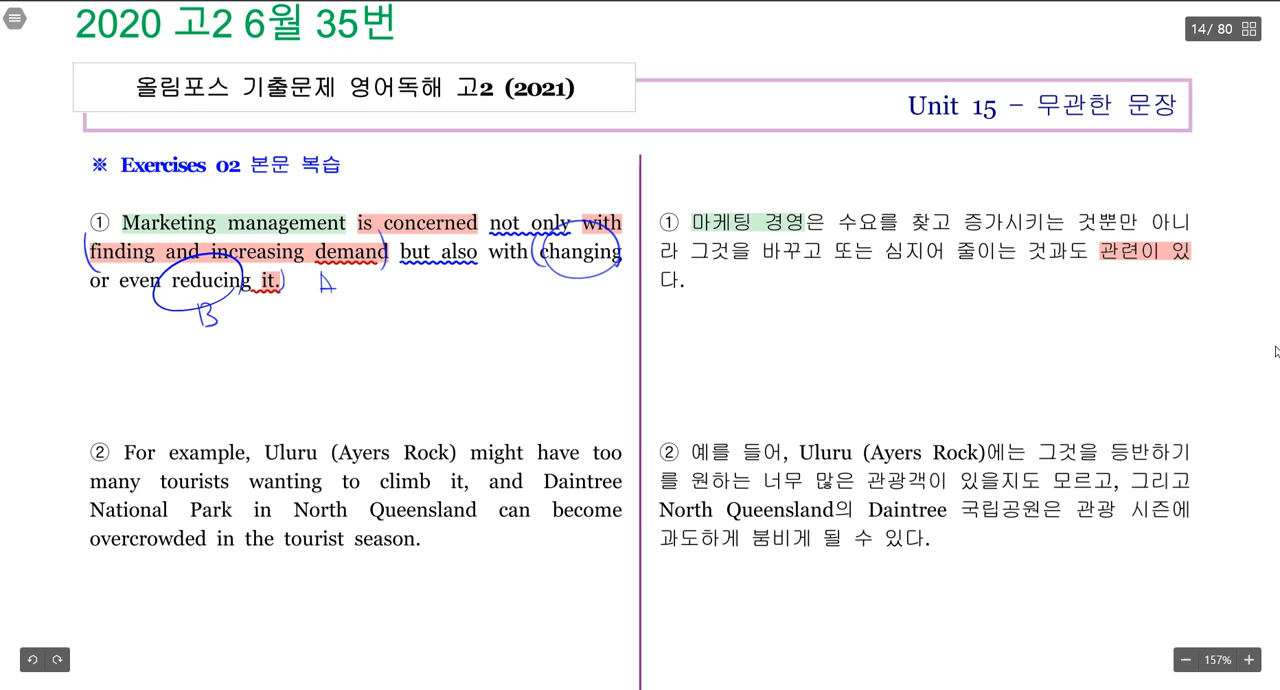 2020 고2 6월 35번
14/ 80
올림포스 기출문제 영어독해 고2 (2021)
Unit 15 - 무관한 문장
※ Exercises 02 본문 복습
① Marketing management is concerned not only with
finding and increasing demand but also with changing
or even reducing it.
A
B
① 마케팅 경영은 수요를 찾고 증가시키는 것뿐만 아니
라 그것을 바꾸고 또는 심지어 줄이는 것과도 관련이 있
다.
② For example, Uluru (Ayers Rock) might have too
many tourists wanting to climb it, and Daintree
National Park in North Queensland can become
overcrowded in the tourist season.
② 예를 들어, Uluru (Ayers Rock)에는 그것을 등반하기
를 원하는 너무 많은 관광객이 있을지도 모르고, 그리고
North Queensland의 Daintree 국립공원은 관광 시즌에
과도하게 붐비게 될 수 있다.
157%